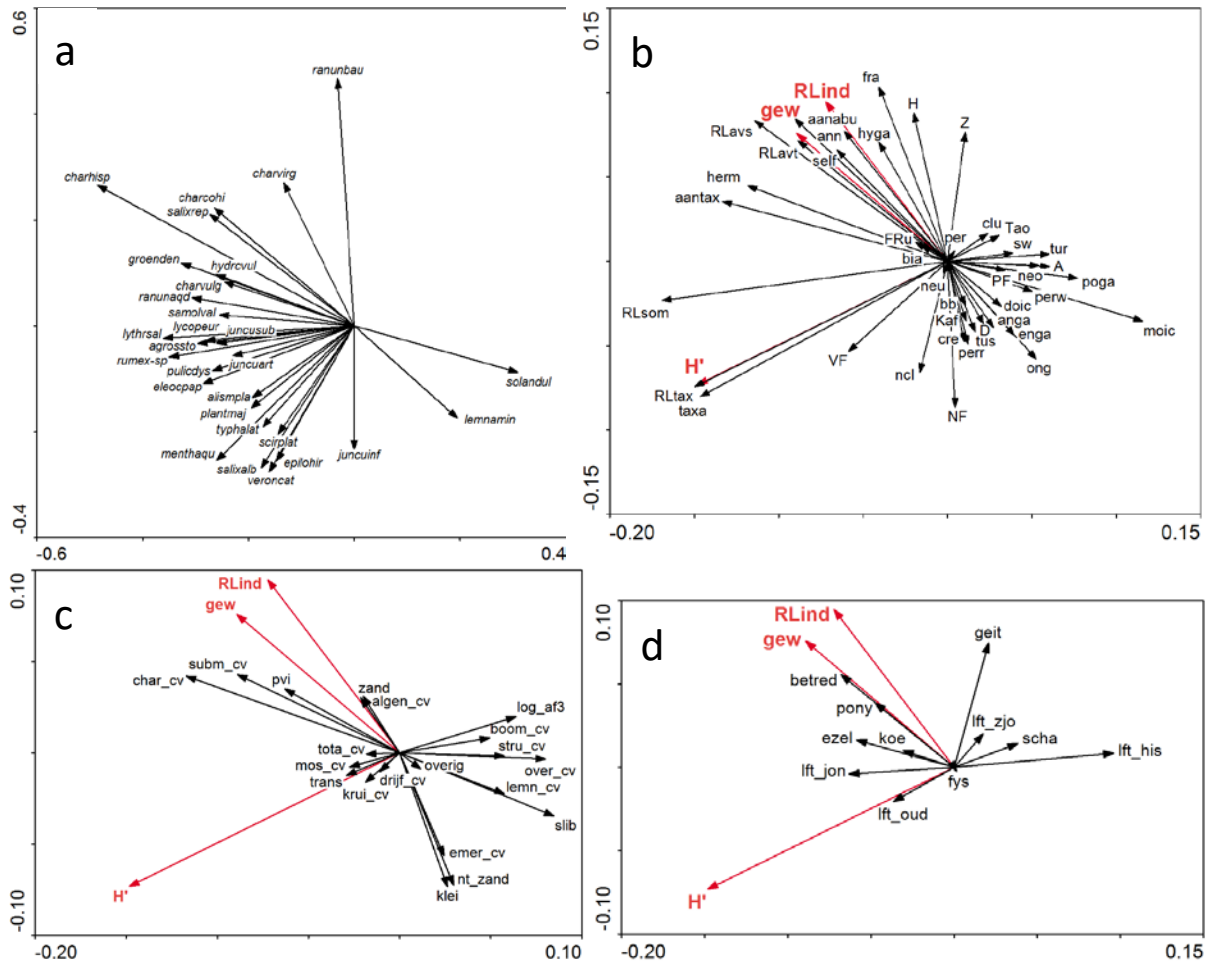 a
0.6
ranunbau
charhisp
charvirg
charcohi
salixrep
groenden
hydrcvul
charvulg
ranunaqd
samolval
lycopeur
juncusub
lythrsal
agrossto
rumex-sp
juncuart
pulicdys
eleocpap
solandul
alismpla
plantmaj
lemnamin
typhalat
scirplat
menthaqu
juncuinf
salixalb
epilohir
veroncat
-0.4
-0.6
0.4
b
0.15
fra
RLind
gew
H
aanabu
Z
RLavs
ann
hyga
RLavt
self
herm
aantax
clu
Tao
FRu
per
sw
tur
bia
A
neo
PF
poga
neu
perw
RLsom
bb
doic
moic
Kaf
anga
D
enga
cre
tus
H'
VF
perr
ong
ncl
RLtax
taxa
NF
-0.15
-0.20
0.15
c
0.10
RLind
gew
subm_cv
char_cv
pvi
zand
algen_cv
log_af3
boom_cv
tota_cv
stru_cv
mos_cv
overig
over_cv
trans
drijf_cv
krui_cv
lemn_cv
slib
emer_cv
nt_zand
klei
H'
-0.10
-0.20
0.10
d
0.10
RLind
geit
gew
betred
pony
lft_zjo
ezel
koe
scha
lft_his
lft_jon
fys
lft_oud
H'
-0.10
-0.20
0.15